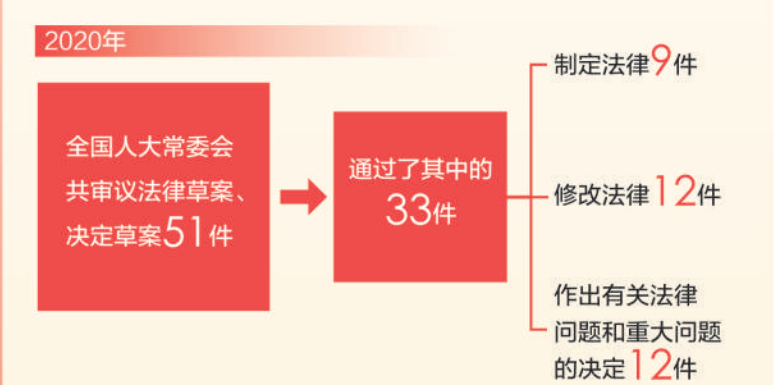 2020年
全国人大常委会
共审议法律草案、
决定草案51件
通过了其中的
33件
制定法律9件
修改法律12件
作出有关法律
问题和重大问题
的决定12件